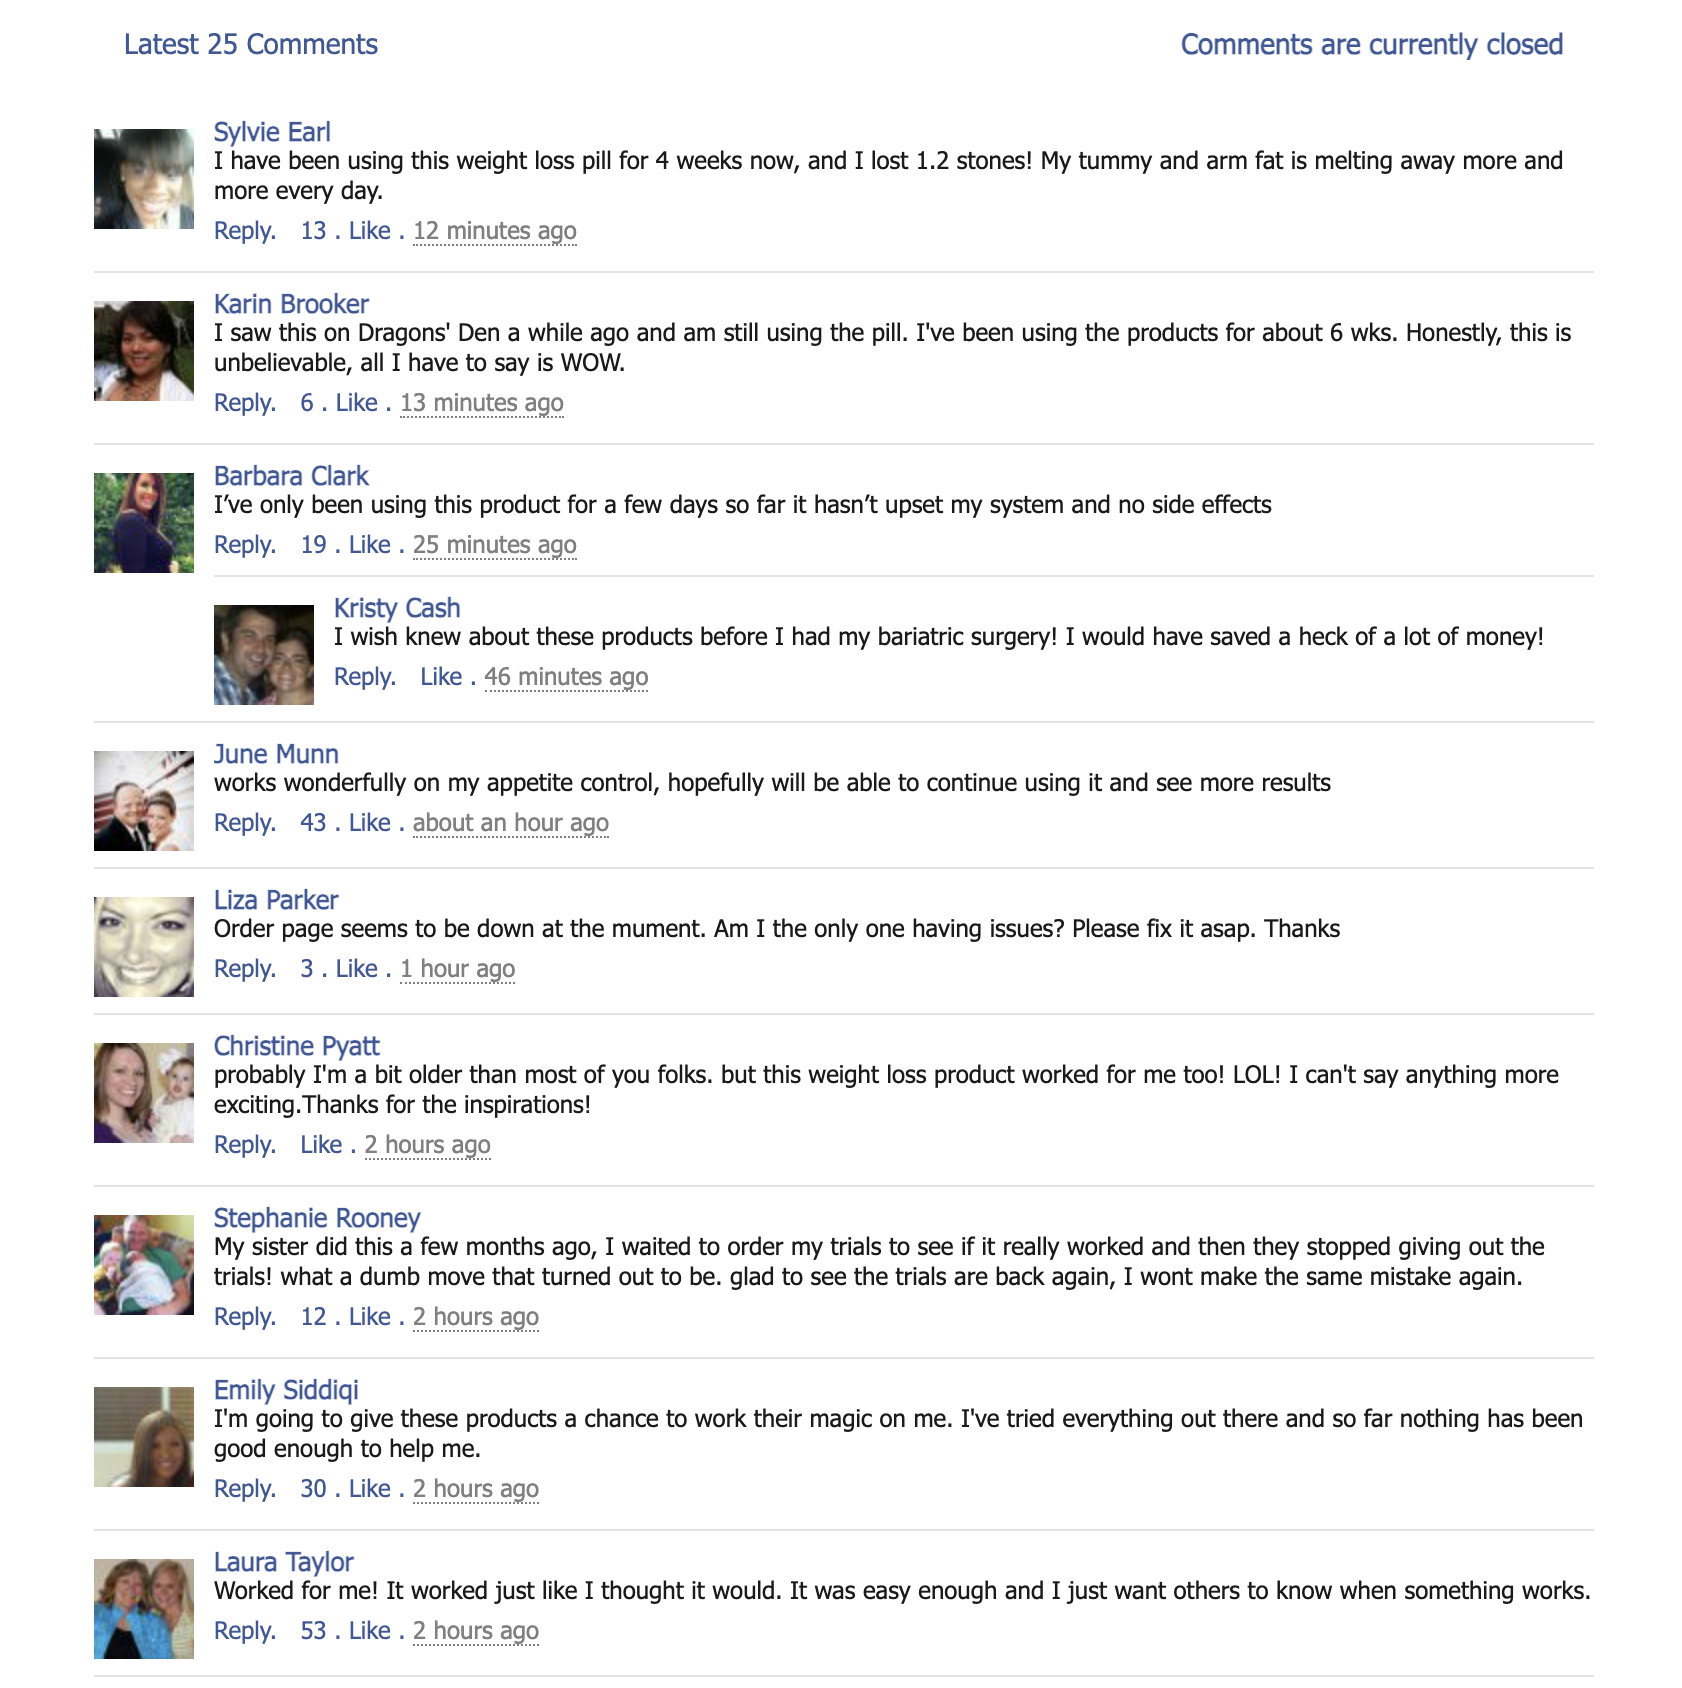 Latest 25 Comments
Comments are currently closed
Sylvie Earl
I have been using this weight loss pill for 4 weeks now, and I lost 1.2 stones! My tummy and arm fat is melting away more and
more every day.
Reply. 13 . Like . 12 minutes ago
Karin Brooker
I saw this on Dragons' Den a while ago and am still using the pill. I've been using the products for about 6 wks. Honestly, this is
unbelievable, all I have to say is WOW.
Reply. 6 . Like . 13 minutes ago
Barbara Clark
I’ve only been using this product for a few days so far it hasn’t upset my system and no side effects
Reply. 19 . Like . 25 minutes ago
Kristy Cash
I wish knew about these products before I had my bariatric surgery! I would have saved a heck of a lot of money!
Reply. Like . 46 minutes ago
June Munn
works wonderfully on my appetite control, hopefully will be able to continue using it and see more results
Reply. 43 . Like . about an hour ago
Liza Parker
Order page seems to be down at the mument. Am I the only one having issues? Please fix it asap. Thanks
Reply. 3 . Like . 1 hour ago
Christine Pyatt
probably I'm a bit older than most of you folks. but this weight loss product worked for me too! LOL! I can't say anything more
exciting.Thanks for the inspirations!
Reply. Like . 2 hours ago
Stephanie Rooney
My sister did this a few months ago, I waited to order my trials to see if it really worked and then they stopped giving out the
trials! what a dumb move that turned out to be. glad to see the trials are back again, I wont make the same mistake again.
Reply. 12 . Like . 2 hours ago
Emily Siddiqi
I'm going to give these products a chance to work their magic on me. I've tried everything out there and so far nothing has been
good enough to help me.
Reply. 30 . Like . 2 hours ago
Laura Taylor
Worked for me! It worked just like I thought it would. It was easy enough and I just want others to know when something works.
Reply. 53 . Like . 2 hours ago